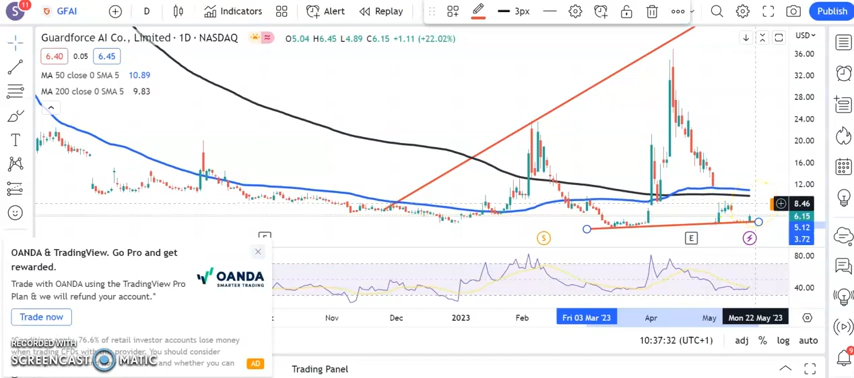 S 11 GFAI D Indicators Alert Replay 3px Publish
Guardforce AI Co., Limited · 1D · NASDAQ O5.04 H6.45 L4.89 C6.15 +1.11 (+22.02%) USD
6.40 0.05 6.45
MA 50 close 0 SMA 5 10.89
MA 200 close 0 SMA 5 9.83
36.00
24.00
20.00
16.00
12.00
8.46
6.15
5.12
3.72
S E
OANDA & TradingView. Go Pro and get
rewarded.
Trade with OANDA using the TradingView Pro
Plan & we will refund your account."
OANDA
SMARTER TRADING
Trade now
80.00
40.00
Dec 2023 Feb Fri 03 Mar '23 Apr May Mon 22 May '23
76.6% of retail investor accounts lose money
when trading CFDs with provider. You should consider
and whether you can
AD
RECORDED WITH
SCREENCAST MATIC
10:37:32 (UTC+1) adj % log auto
Trading Panel
9